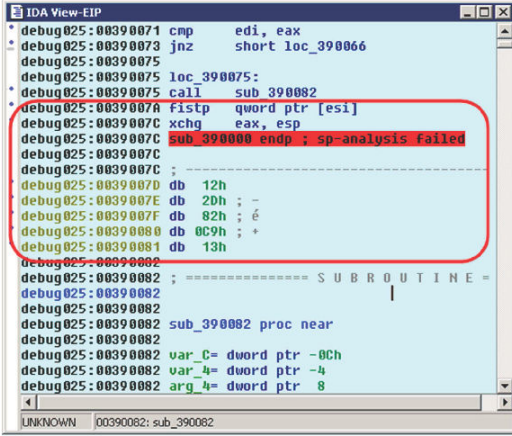 IDA View-EIP
debug025:00390071 cmp edi, eax
debug025:00390073 jnz short loc_390066
debug025:00390075
debug025:00390075 loc_390075:
debug025:00390075 call sub_390082
debug025:0039007A fistp qword ptr [esi]
debug025:0039007C xchg eax, esp
debug025:0039007C sub_390000 endp ; sp-analysis failed
debug025:0039007C
debug025:0039007C ; ---------------------------------------
debug025:0039007D db 12h
debug025:0039007E db 2Dh ; -
debug025:0039007F db 82h ; é
debug025:00390080 db 0C9h ; +
debug025:00390081 db 13h
debug025:00390082
debug025:00390082 ; =============== S U B R O U T I N E =
debug025:00390082
debug025:00390082
debug025:00390082 sub_390082 proc near
debug025:00390082
debug025:00390082 var_C= dword ptr -0Ch
debug025:00390082 var_4= dword ptr -4
debug025:00390082 arg_4= dword ptr 8
UNKNOWN 00390082: sub_390082